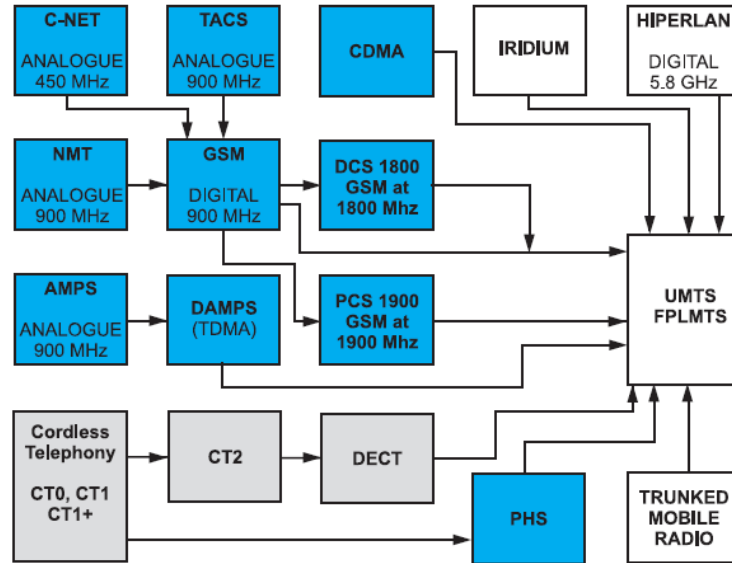 C-NET
ANALOGUE
450 MHz
TACS
ANALOGUE
900 MHz
CDMA
IRIDIUM
HIPERLAN
DIGITAL
5.8 GHz
NMT
ANALOGUE
900 MHz
GSM
DIGITAL
900 MHz
DCS 1800
GSM at
1800 Mhz
AMPS
ANALOGUE
900 MHz
DAMPS
(TDMA)
PCS 1900
GSM at
1900 Mhz
UMTS
FPLMTS
Cordless
Telephony
CT0, CT1
CT1+
CT2
DECT
PHS
TRUNKED
MOBILE
RADIO